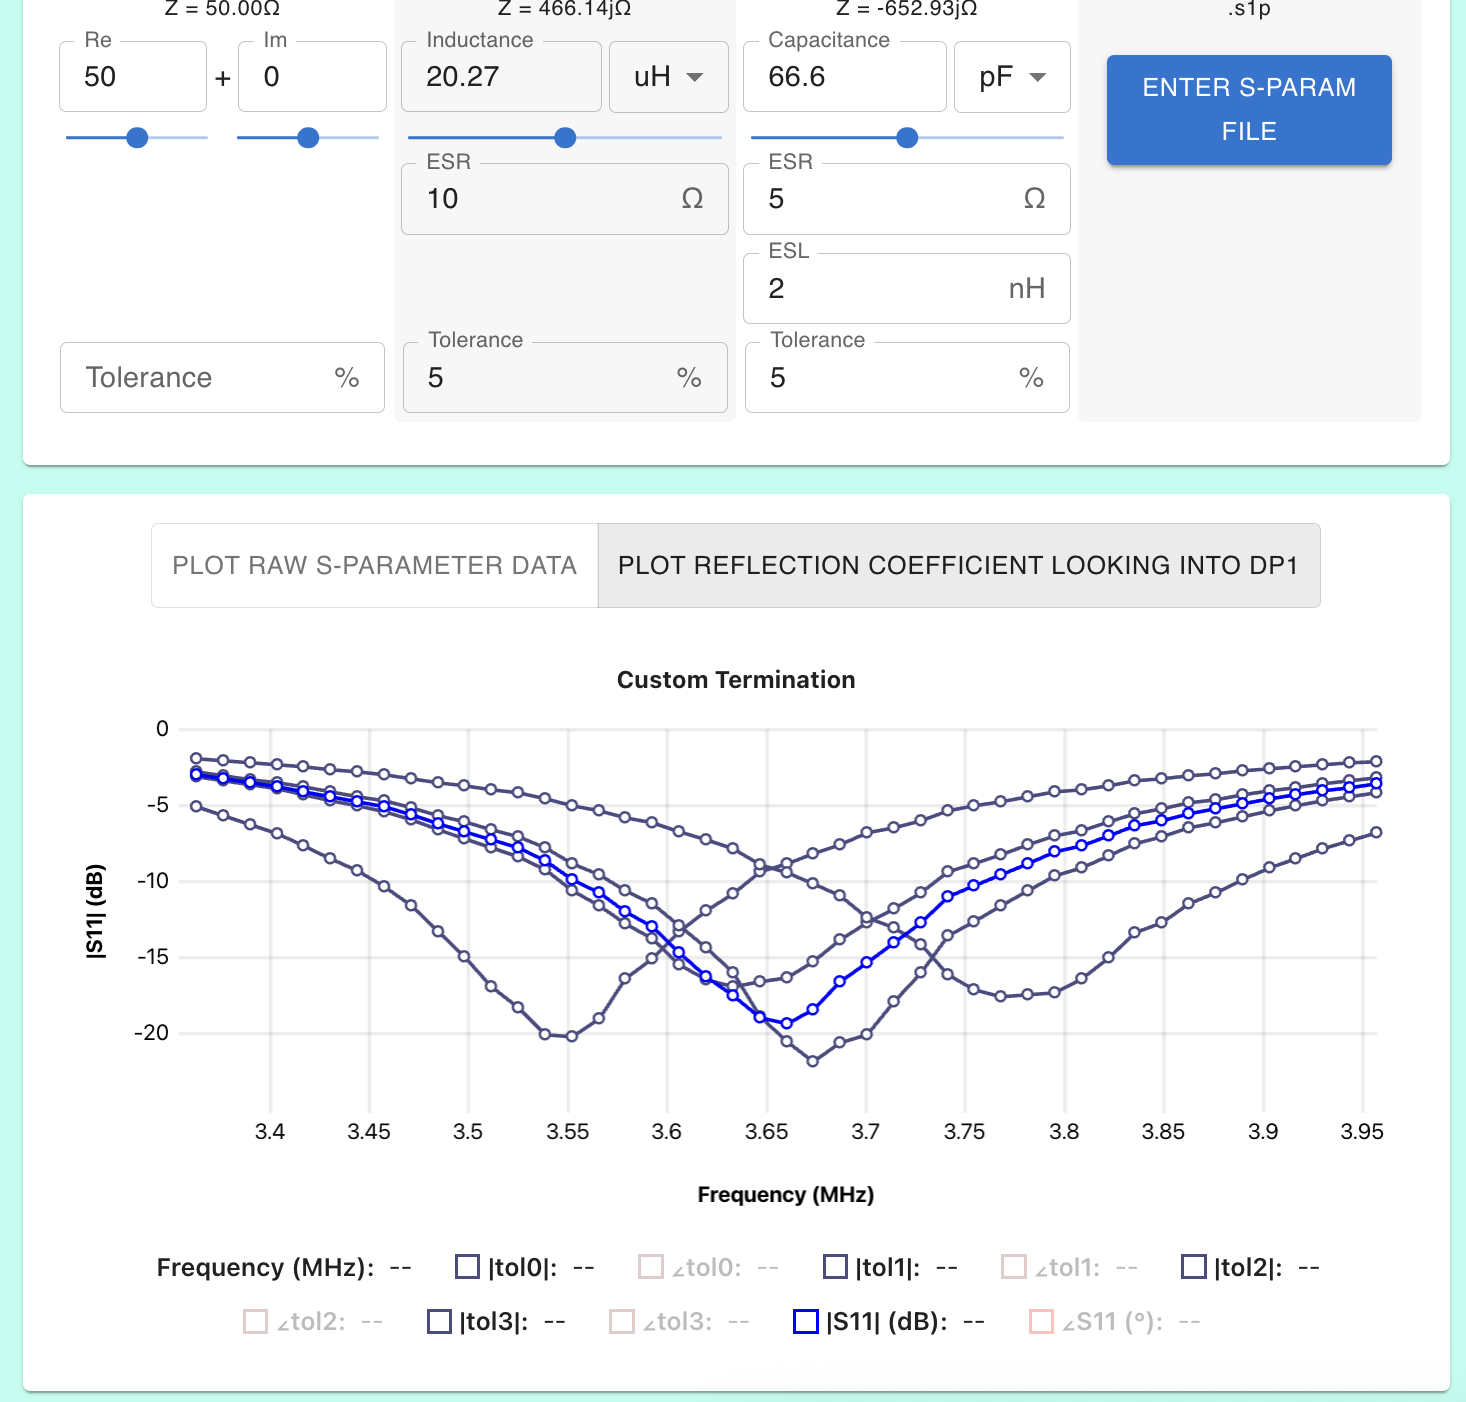 Z = 50.00Ω
Z = 466.14jΩ
Z = -652.93jΩ
.s1p
Re
50
+
Im
0
Inductance
20.27
uH
Capacitance
66.6
pF
ENTER S-PARAM
FILE
ESR
10 Ω
ESR
5 Ω
ESL
2 nH
Tolerance %
Tolerance
5 %
Tolerance
5 %
PLOT RAW S-PARAMETER DATA
PLOT REFLECTION COEFFICIENT LOOKING INTO DP1
Custom Termination
0
-5
-10
-15
-20
|S11| (dB)
3.4 3.45 3.5 3.55 3.6 3.65 3.7 3.75 3.8 3.85 3.9 3.95
Frequency (MHz)
Frequency (MHz): -- |tol0|: -- ∠tol0: -- |tol1|: -- ∠tol1: -- |tol2|: --
∠tol2: -- |tol3|: -- ∠tol3: -- |S11| (dB): -- ∠S11 (°): --